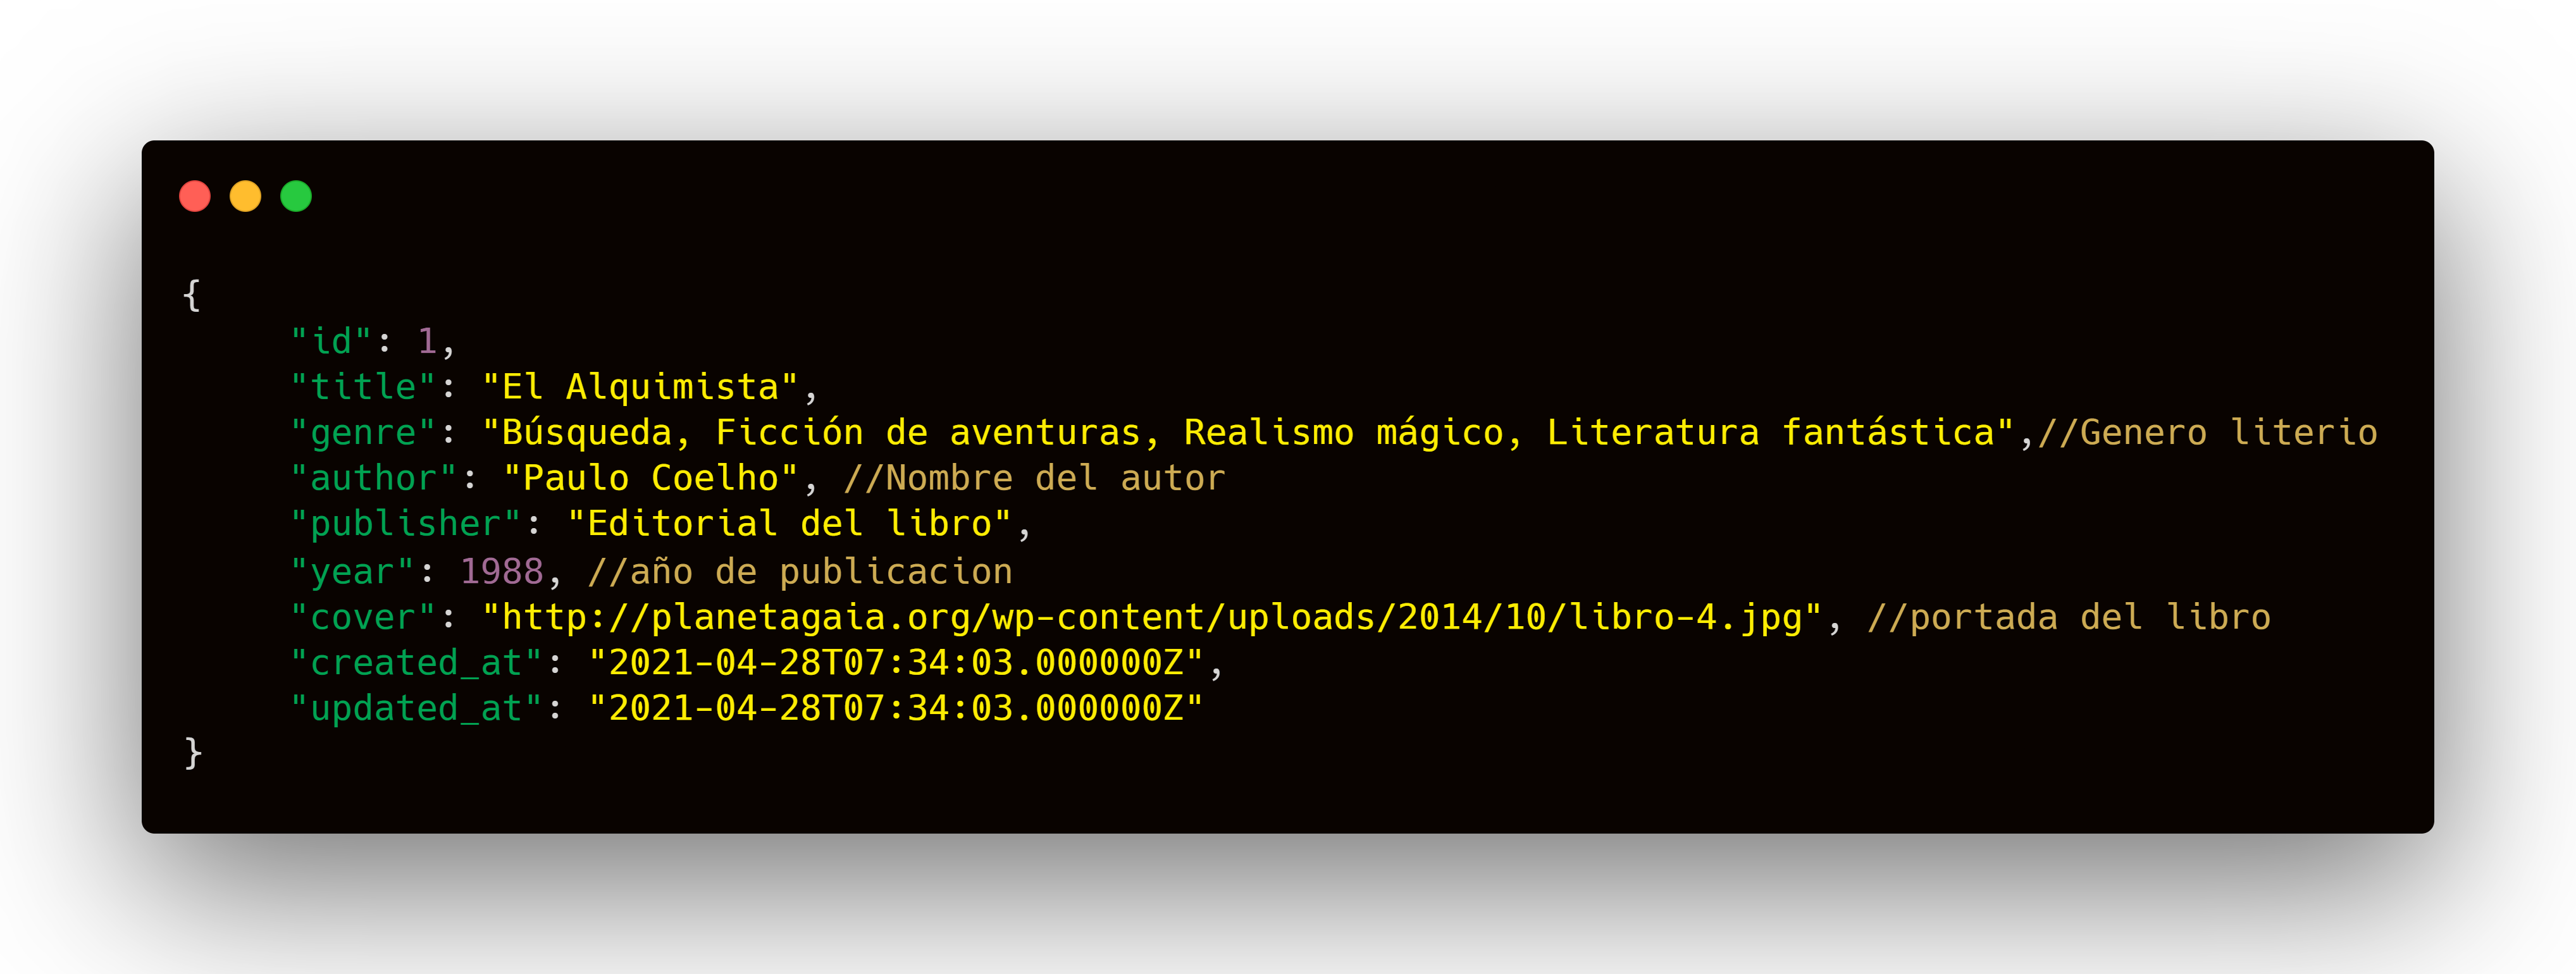 {
"id": 1,
"title": "El Alquimista",
"genre": "Búsqueda, Ficción de aventuras, Realismo mágico, Literatura fantástica",//Genero literio
"author": "Paulo Coelho", //Nombre del autor
"publisher": "Editorial del libro",
"year": 1988, //año de publicacion
"cover": "http://planetagaia.org/wp-content/uploads/2014/10/libro-4.jpg", //portada del libro
"created_at": "2021-04-28T07:34:03.000000Z",
"updated_at": "2021-04-28T07:34:03.000000Z"
}